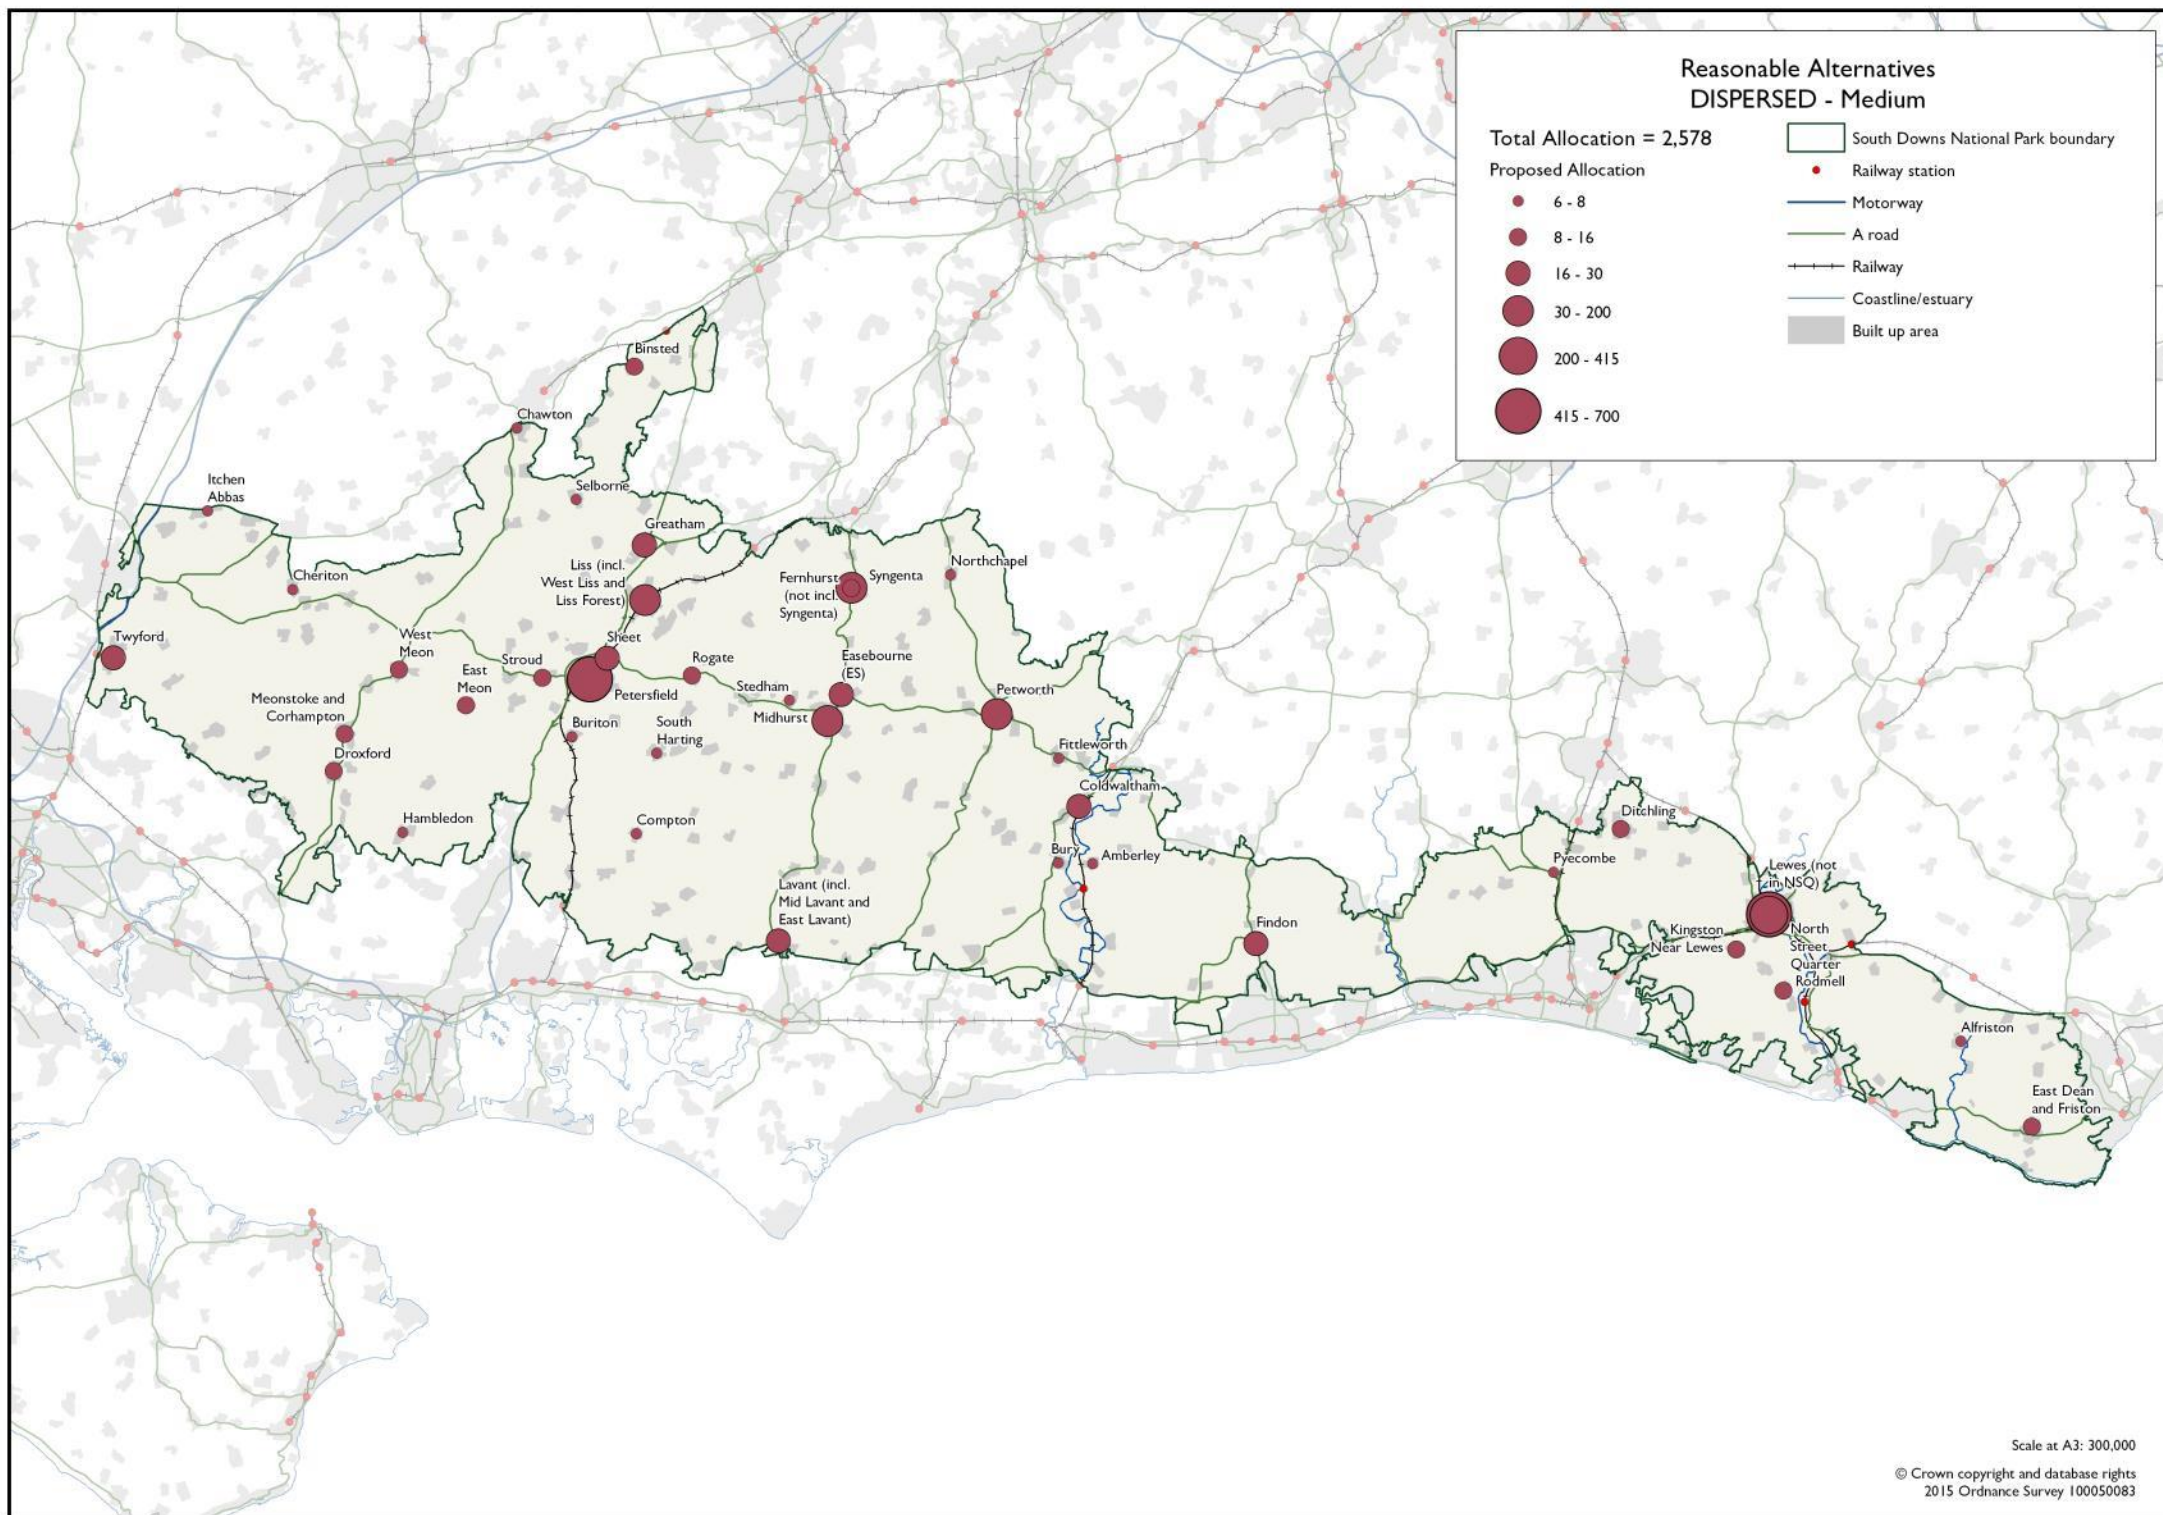 Reasonable Alternatives
DISPERSED - Medium
Total Allocation = 2,578
Proposed Allocation
6 - 8
8 - 16
16 - 30
30 - 200
200 - 415
415 - 700
South Downs National Park boundary
Railway station
Motorway
A road
Railway
Coastline/estuary
Built up area
Binsted
Chawton
Itchen
Abbas
Selborne
Greatham
Cheriton
Liss (incl.
West Liss and
Liss Forest)
Fernhurst
(not incl.
Syngenta)
Syngenta
Northchapel
Twyford
West
Meon
Sheet
Stroud
East
Meon
Rogate
Easebourne
(ES)
Stedham
Petersfield
Midhurst
Petworth
Meonstoke and
Corhampton
Buriton
South
Harting
Droxford
Fittleworth
Coldwaltham
Hambledon
Compton
Ditchling
Bury
Amberley
Pyecombe
Lewes (not
in NSQ)
Lavant (incl.
Mid Lavant and
East Lavant)
Findon
Kingston
Near Lewes
North
Street
Quarter
Rodmell
Alfriston
East Dean
and Friston
Scale at A3: 300,000
© Crown copyright and database rights
2015 Ordnance Survey 100050083